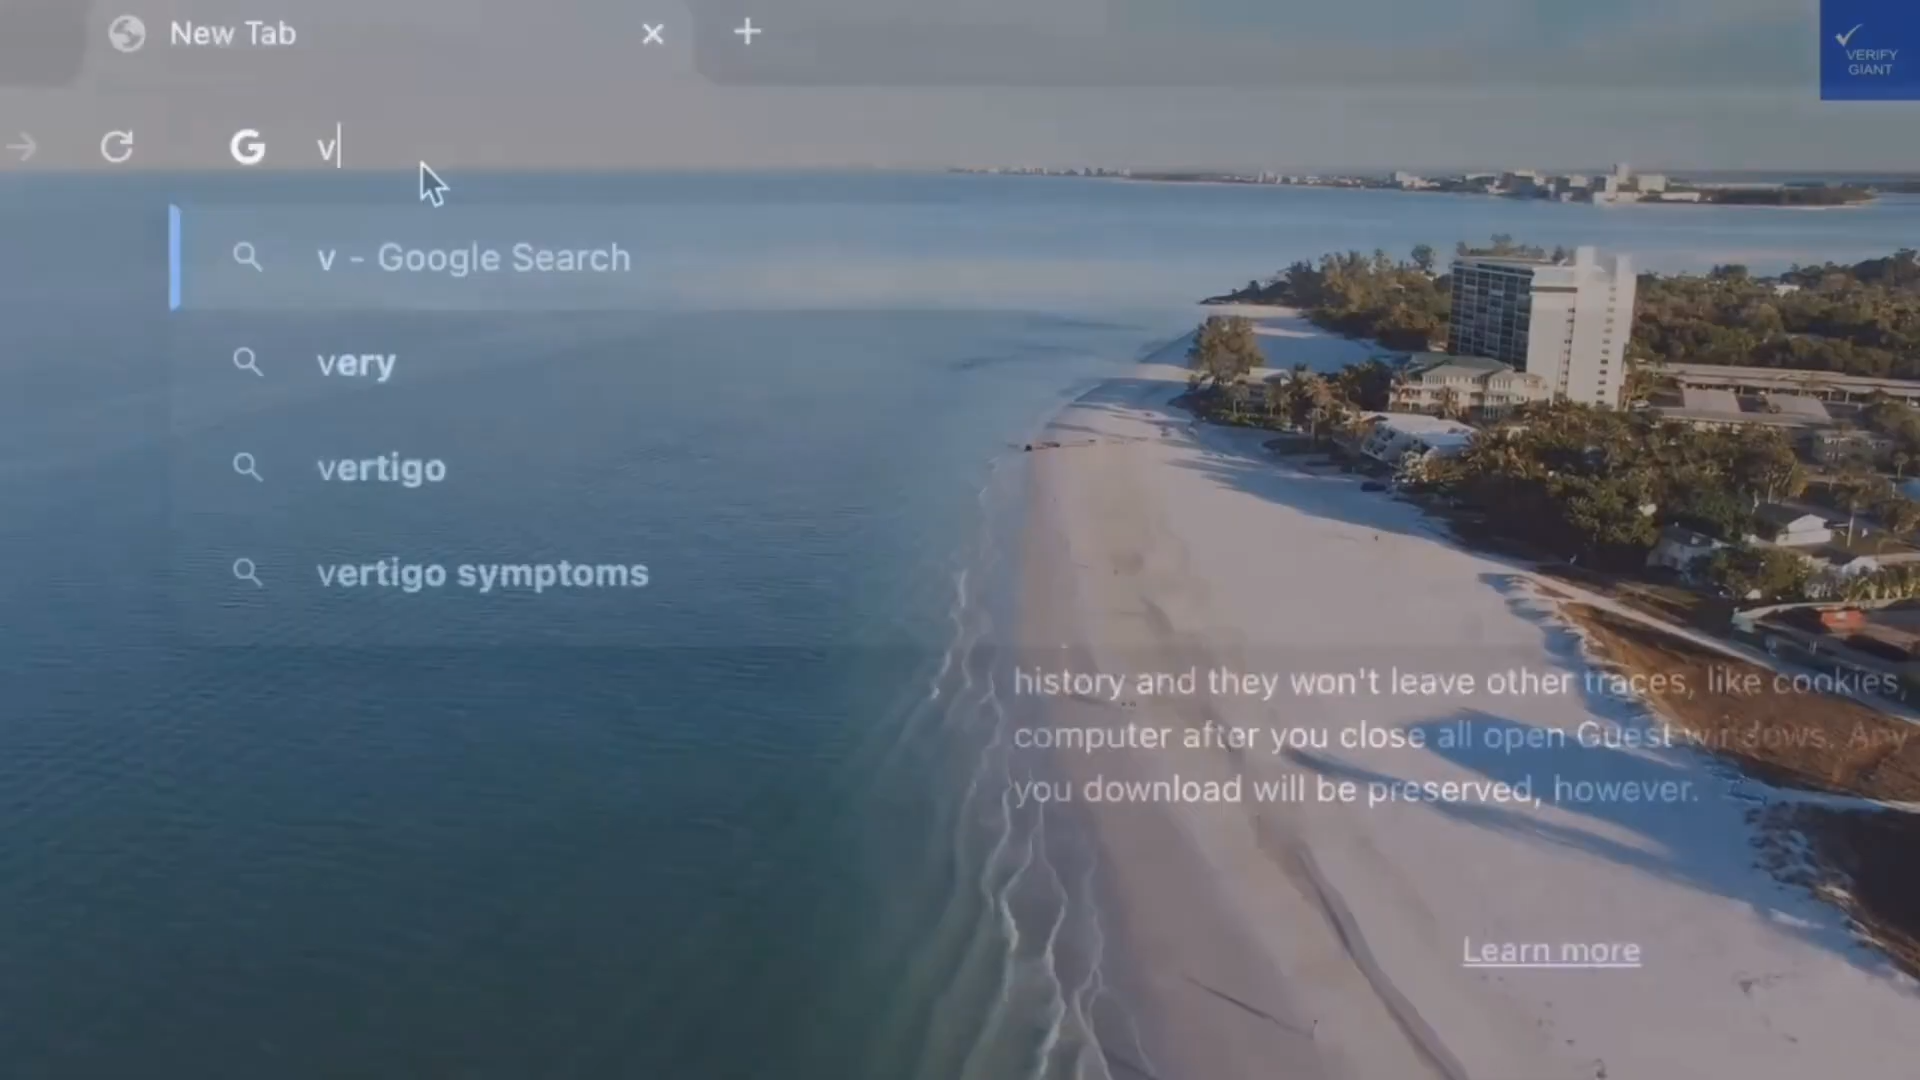 New Tab
VERIFY
GIANT
v
v - Google Search
very
vertigo
vertigo symptoms
history and they won't leave other traces, like cookies,
computer after you close all open Guest windows. Any
you download will be preserved, however.
Learn more